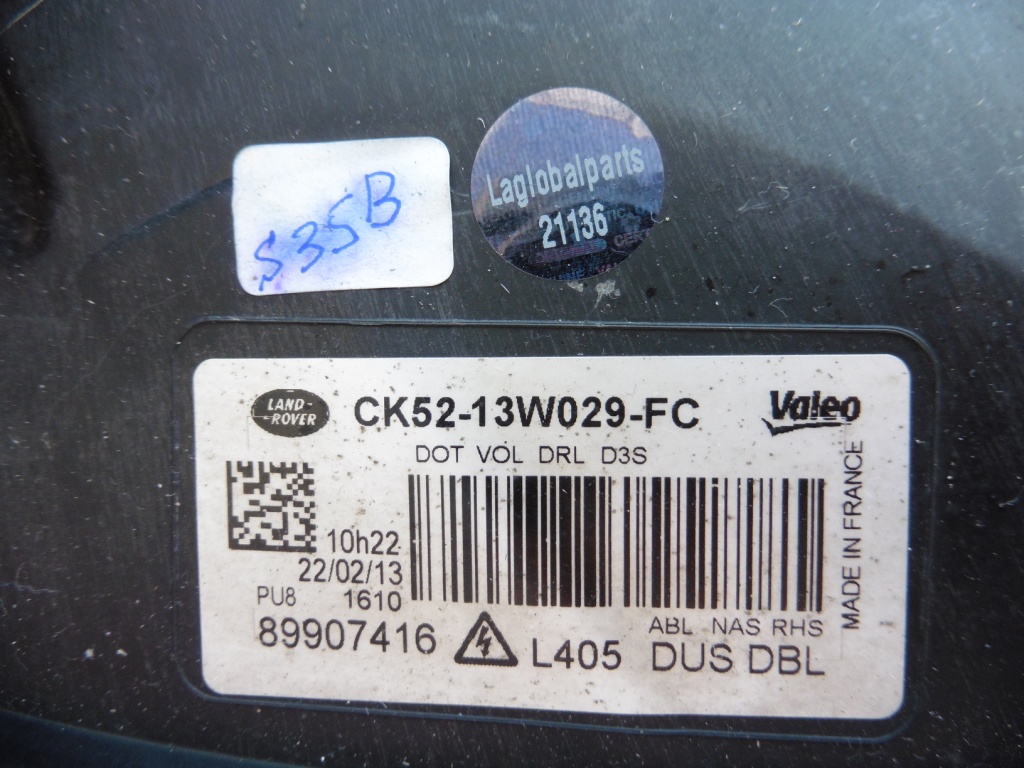 S35B
Laglobalparts
21136
LAND-
-ROVER
CK52-13W029-FC
Valeo
DOT VOL DRL D3S
10h22
22/02/13
PU8 1610
89907416
L405
ABL NAS RHS
DUS DBL
MADE IN FRANCE